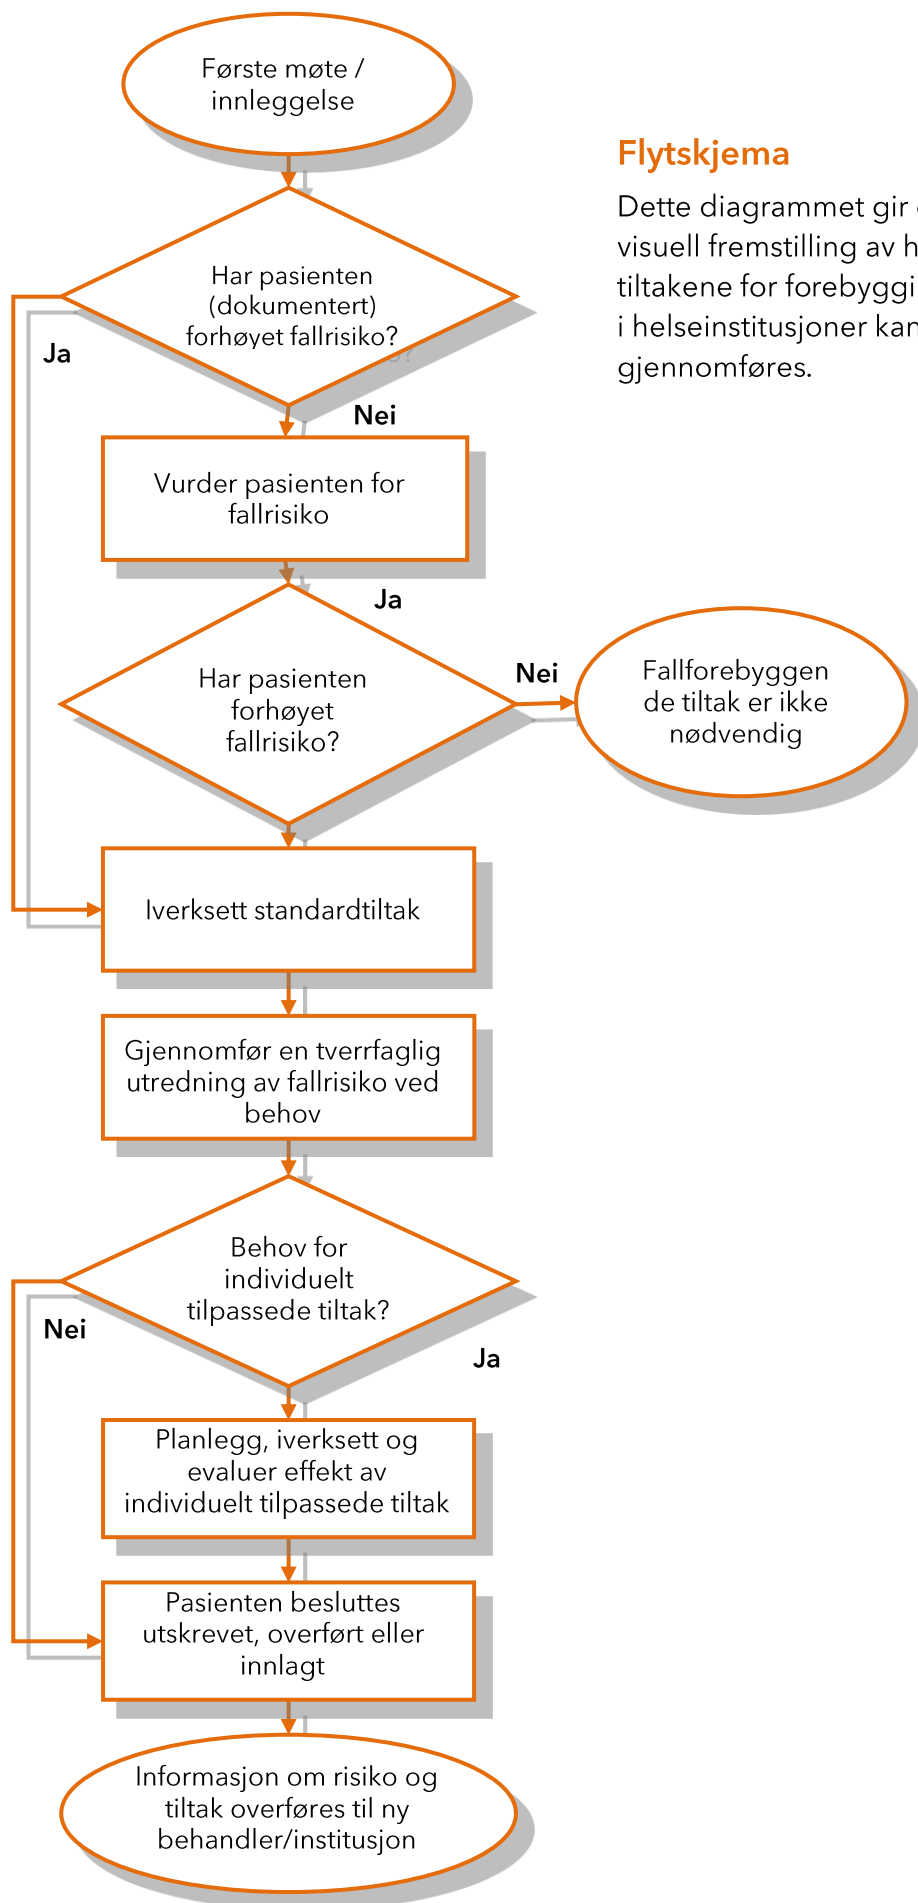 Første møte /
innleggelse
Flytskjema
Dette diagrammet gir
visuell fremstilling av
tiltakene for
i helseinstitusjoner kan
gjennomføres.
Har pasienten
(dokumentert)
forhøyet fallrisiko?
Ja
Nei
Vurder pasienten for
fallrisiko
Ja
Har pasienten
forhøyet
fallrisiko?
Nei
Fallforebyggen
de tiltak er ikke
nødvendig
Iverksett standardtiltak
Gjennomfør en tverrfaglig
utredning av fallrisiko ved
behov
Behov for
individuelt
tilpassede tiltak?
Nei
Ja
Planlegg, iverksett og
evaluer effekt av
individuelt tilpassede tiltak
Pasienten besluttes
utskrevet, overført eller
innlagt
Informasjon om risiko og
tiltak overføres til ny
behandler/institusjon